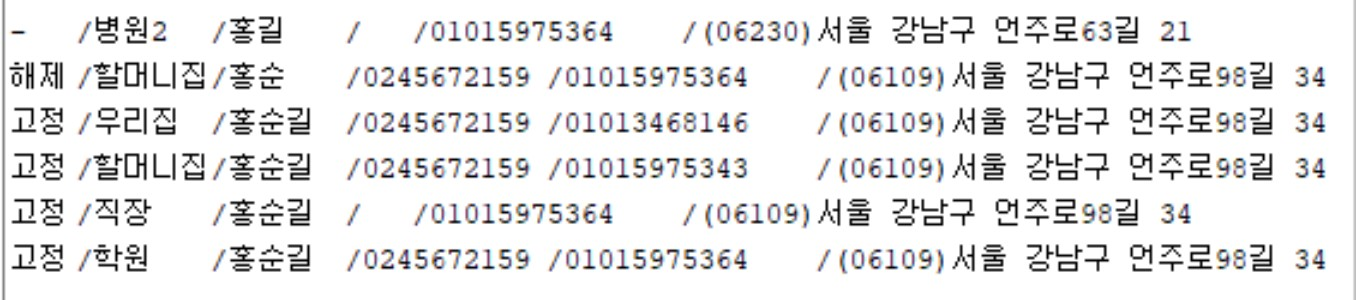 -    /병원2   /홍길    /    /01015975364    /(06230)서울 강남구 언주로63길 21
해제 /할머니집/홍순    /0245672159 /01015975364    /(06109)서울 강남구 언주로98길 34
고정 /우리집  /홍순길  /0245672159 /01013468146    /(06109)서울 강남구 언주로98길 34
고정 /할머니집/홍순길  /0245672159 /01015975343    /(06109)서울 강남구 언주로98길 34
고정 /직장    /홍순길  /    /01015975364    /(06109)서울 강남구 언주로98길 34
고정 /학원    /홍순길  /0245672159 /01015975364    /(06109)서울 강남구 언주로98길 34